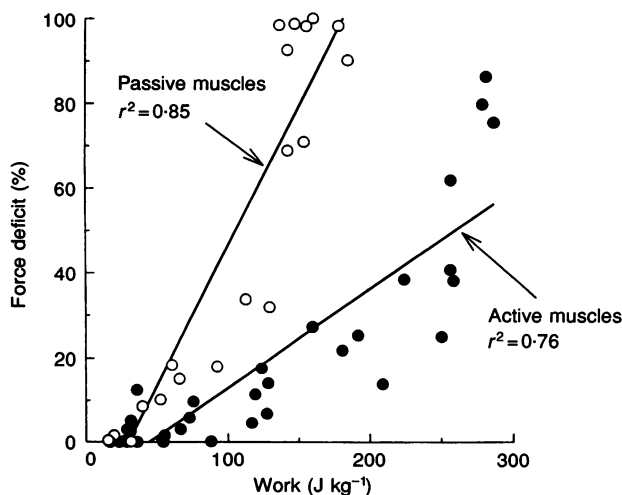 100
80
60
40
20
0
Force deficit (%)
Passive muscles
r²=0·85
Active muscles
r²=0·76
0
100
200
300
Work (J kg⁻¹)